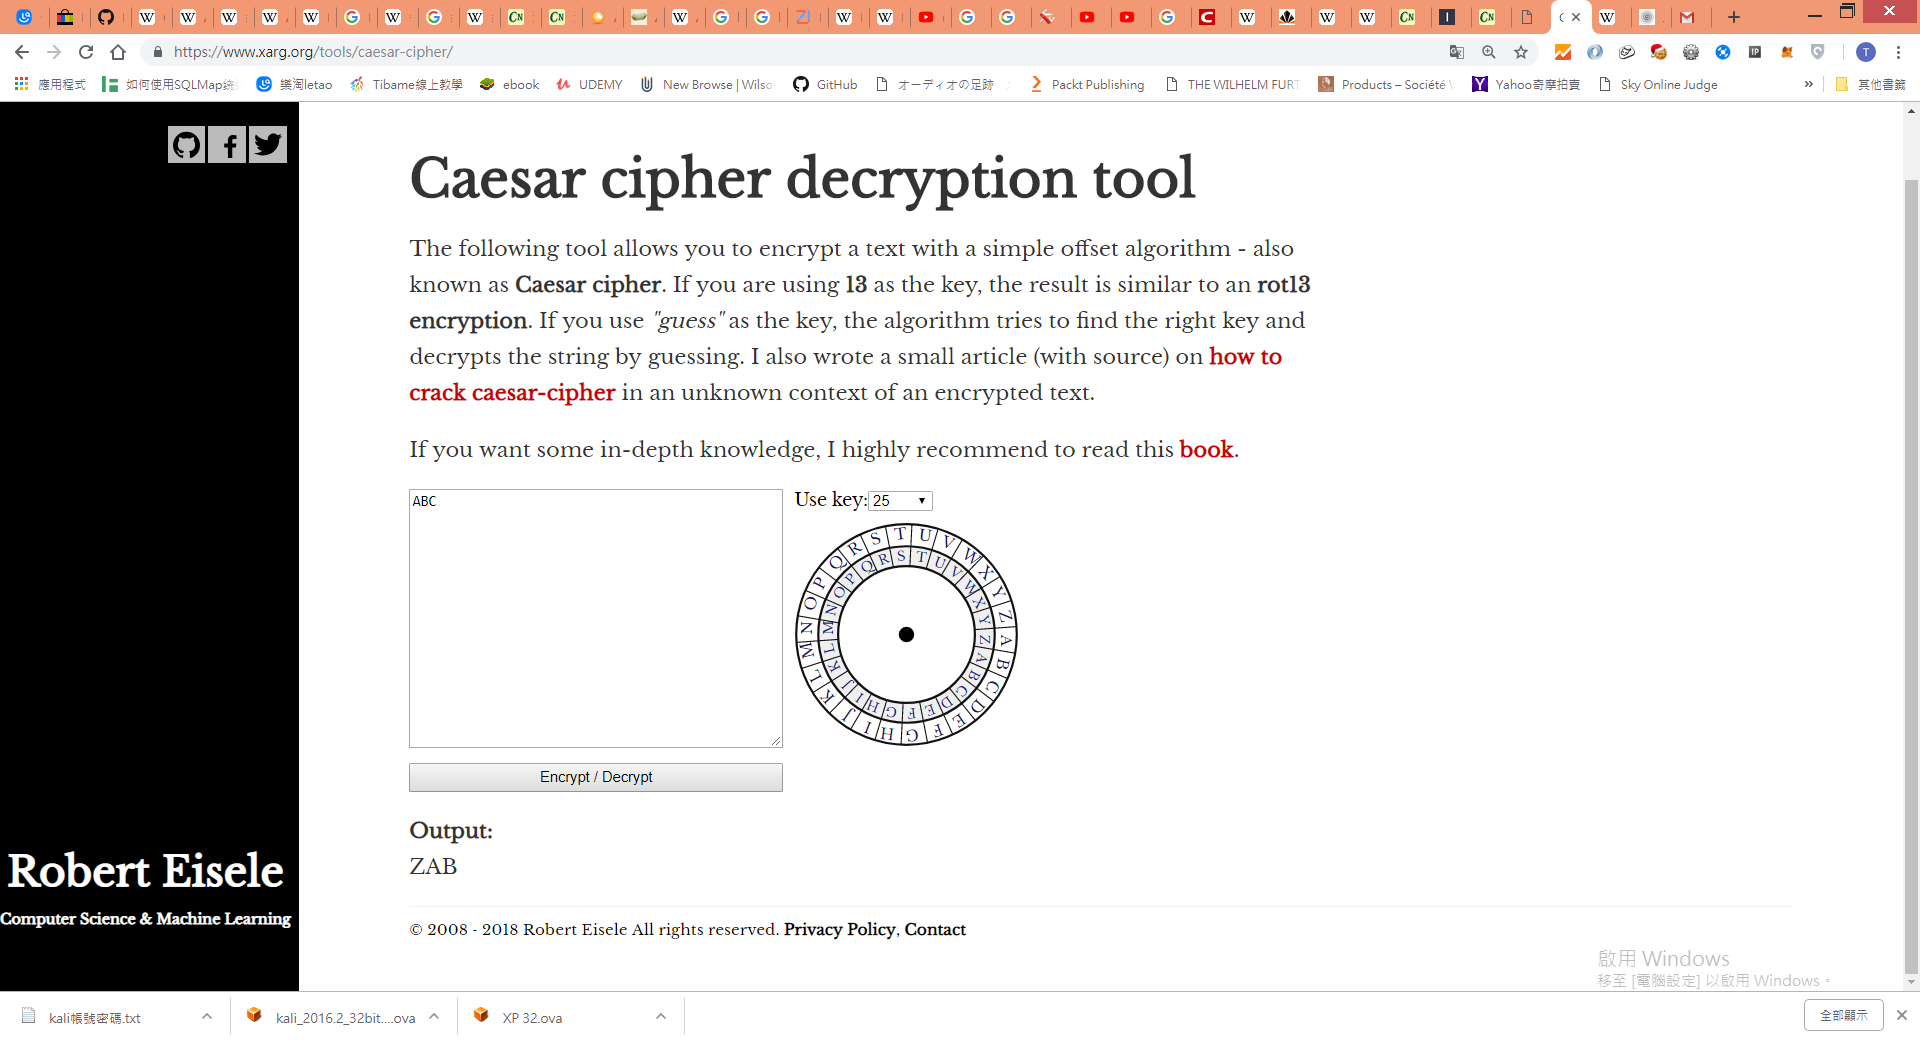 https://www.xarg.org/tools/caesar-cipher/
應用程式
如何使用SQLMap
樂淘letao
Tibame線上教學
ebook
UDEMY
New Browse | Wilso
GitHub
オーディオの足跡
Packt Publishing
THE WILHELM FURT
Products – Société
Yahoo奇摩拍賣
Sky Online Judge
»
其他書籤
Caesar cipher decryption tool
The following tool allows you to encrypt a text with a simple offset algorithm - also
known as Caesar cipher. If you are using 13 as the key, the result is similar to an rot13
encryption. If you use "guess" as the key, the algorithm tries to find the right key and
decrypts the string by guessing. I also wrote a small article (with source) on how to
crack caesar-cipher in an unknown context of an encrypted text.
If you want some in-depth knowledge, I highly recommend to read this book.
ABC
Use key: 25
A B C D E F G H I J K L M N O P Q R S T U V W X Y Z
A B C D E F G H I J K L M N O P Q R S T U V W X Y Z
Encrypt / Decrypt
Output:
ZAB
Robert Eisele
Computer Science & Machine Learning
© 2008 - 2018 Robert Eisele All rights reserved. Privacy Policy, Contact
啟用 Windows
移至 [電腦設定] 以啟用 Windows。
kali帳號密碼.txt
kali_2016.2_32bit....ova
XP 32.ova
全部顯示